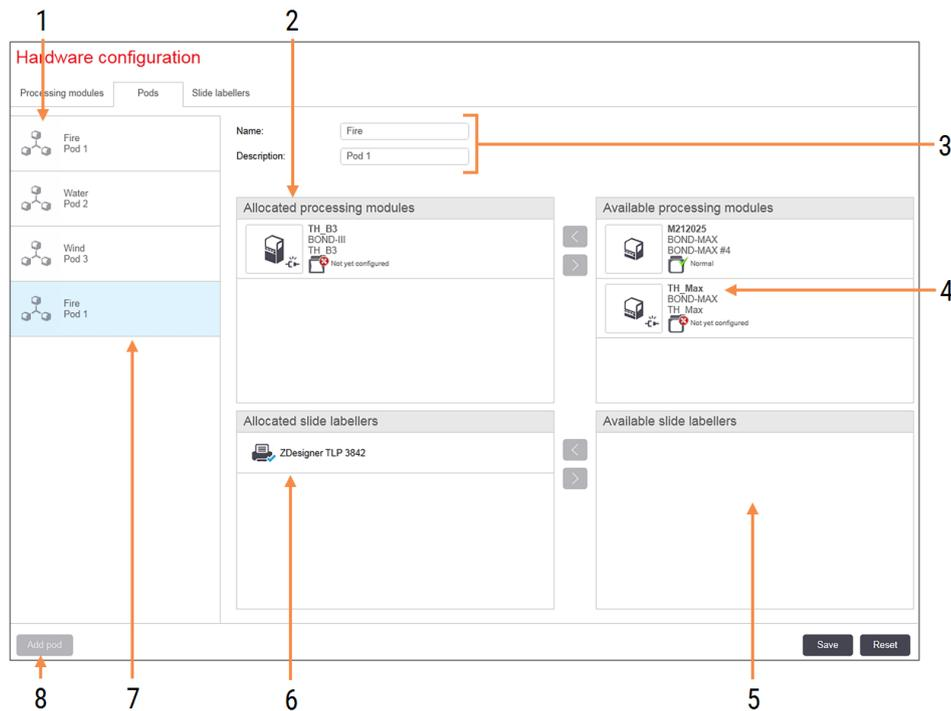 1
2
Hardware configuration
Processing modules Pods Slide labellers
Fire
Pod 1
Water
Pod 2
Wind
Pod 3
Fire
Pod 1
Name: Fire
Description: Pod 1
3
Allocated processing modules
TH_B3
BOND-III
TH_B3
Not yet configured
<
>
Available processing modules
M212025
BOND-MAX
BOND-MAX #4
Normal
TH_Max
BOND-MAX
TH_Max
Not yet configured
4
Allocated slide labellers
ZDesigner TLP 3842
<
>
Available slide labellers
Add pod
Save Reset
8
7
6
5